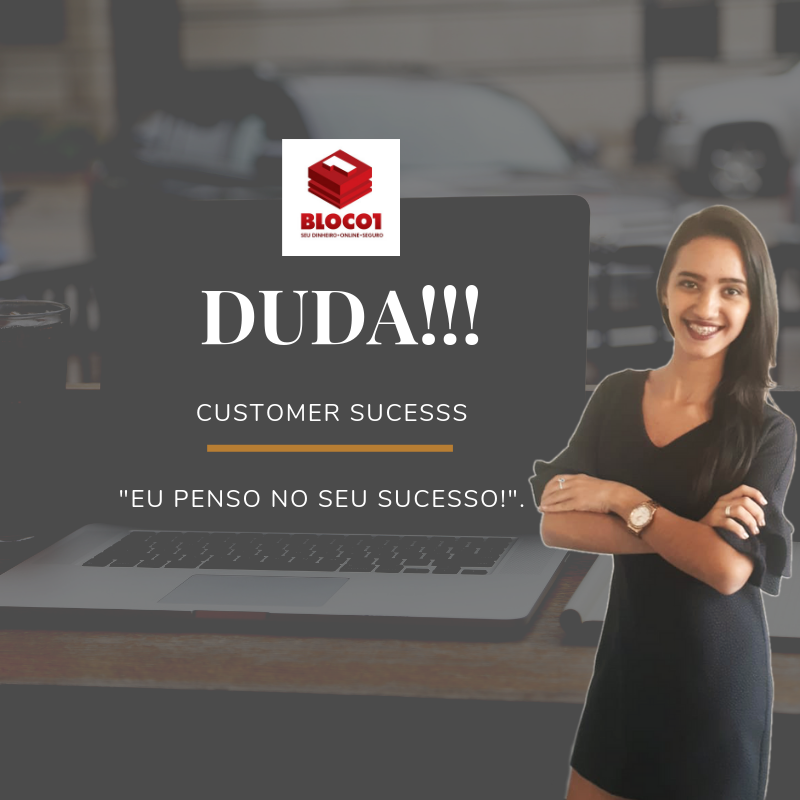 BLOCO1
SEU DINHEIRO•ONLINE•SEGURO
DUDA!!!
CUSTOMER SUCESSS
"EU PENSO NO SEU SUCESSO!".